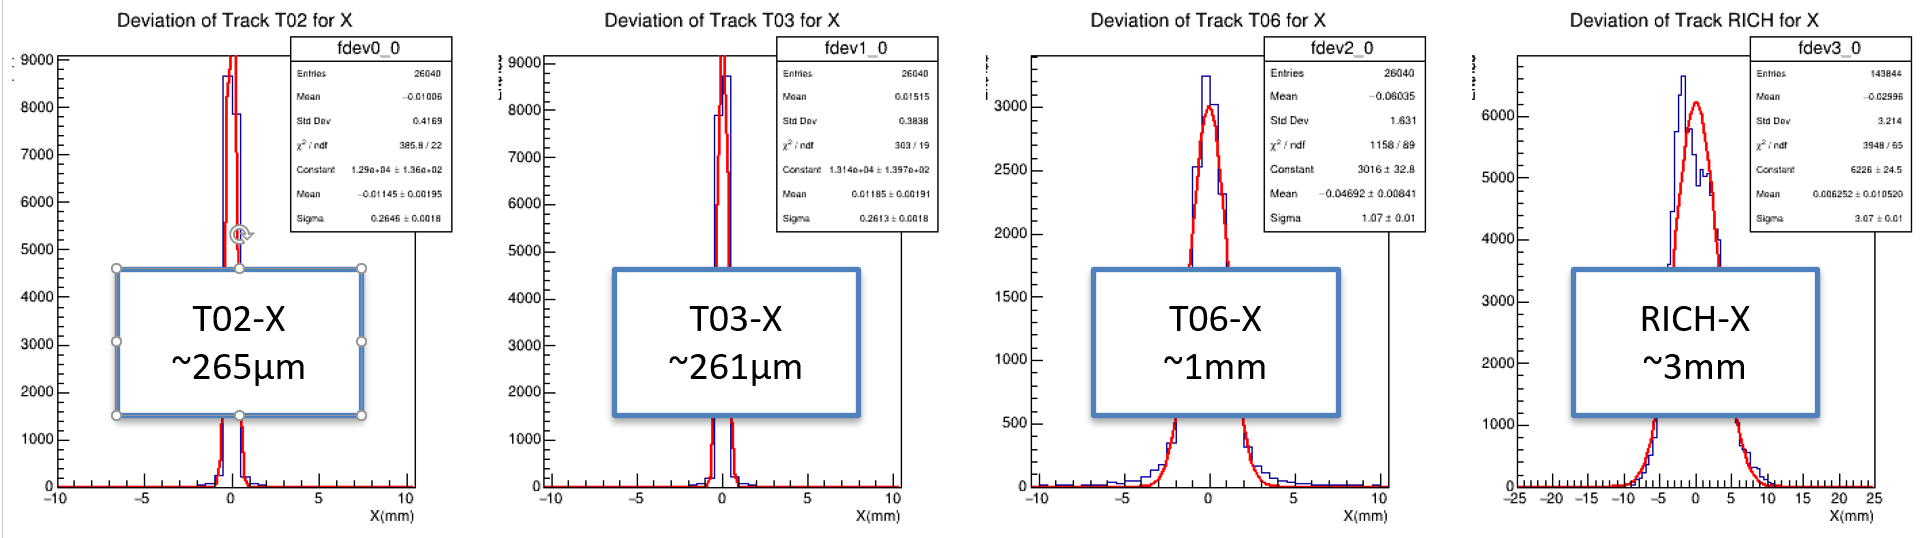 Deviation of Track T02 for X
fdev0_0
Entries 26040
Mean −0.01006
Std Dev 0.4169
χ² / ndf 385.8 / 22
Constant 1.29e+04 ± 1.36e+02
Mean −0.01145 ± 0.00195
Sigma 0.2646 ± 0.0018
9000
8000
7000
6000
5000
4000
3000
2000
1000
0
−10 −5 0 5 10
X(mm)
T02-X
~265µm
Deviation of Track T03 for X
fdev1_0
Entries 26040
Mean 0.01515
Std Dev 0.3838
χ² / ndf 303 / 19
Constant 1.314e+04 ± 1.397e+02
Mean 0.01185 ± 0.00191
Sigma 0.2613 ± 0.0018
9000
8000
7000
6000
5000
4000
3000
2000
1000
0
−10 −5 0 5 10
X(mm)
T03-X
~261µm
Deviation of Track T06 for X
fdev2_0
Entries 26040
Mean −0.06035
Std Dev 1.631
χ² / ndf 1158 / 89
Constant 3016 ± 32.8
Mean −0.04692 ± 0.00841
Sigma 1.07 ± 0.01
3000
2500
2000
1500
1000
500
0
−10 −5 0 5 10
X(mm)
T06-X
~1mm
Deviation of Track RICH for X
fdev3_0
Entries 143844
Mean −0.02996
Std Dev 3.214
χ² / ndf 3948 / 65
Constant 6226 ± 24.5
Mean 0.006252 ± 0.010520
Sigma 3.07 ± 0.01
6000
5000
4000
3000
2000
1000
0
−25 −20 −15 −10 −5 0 5 10 15 20 25
X(mm)
RICH-X
~3mm